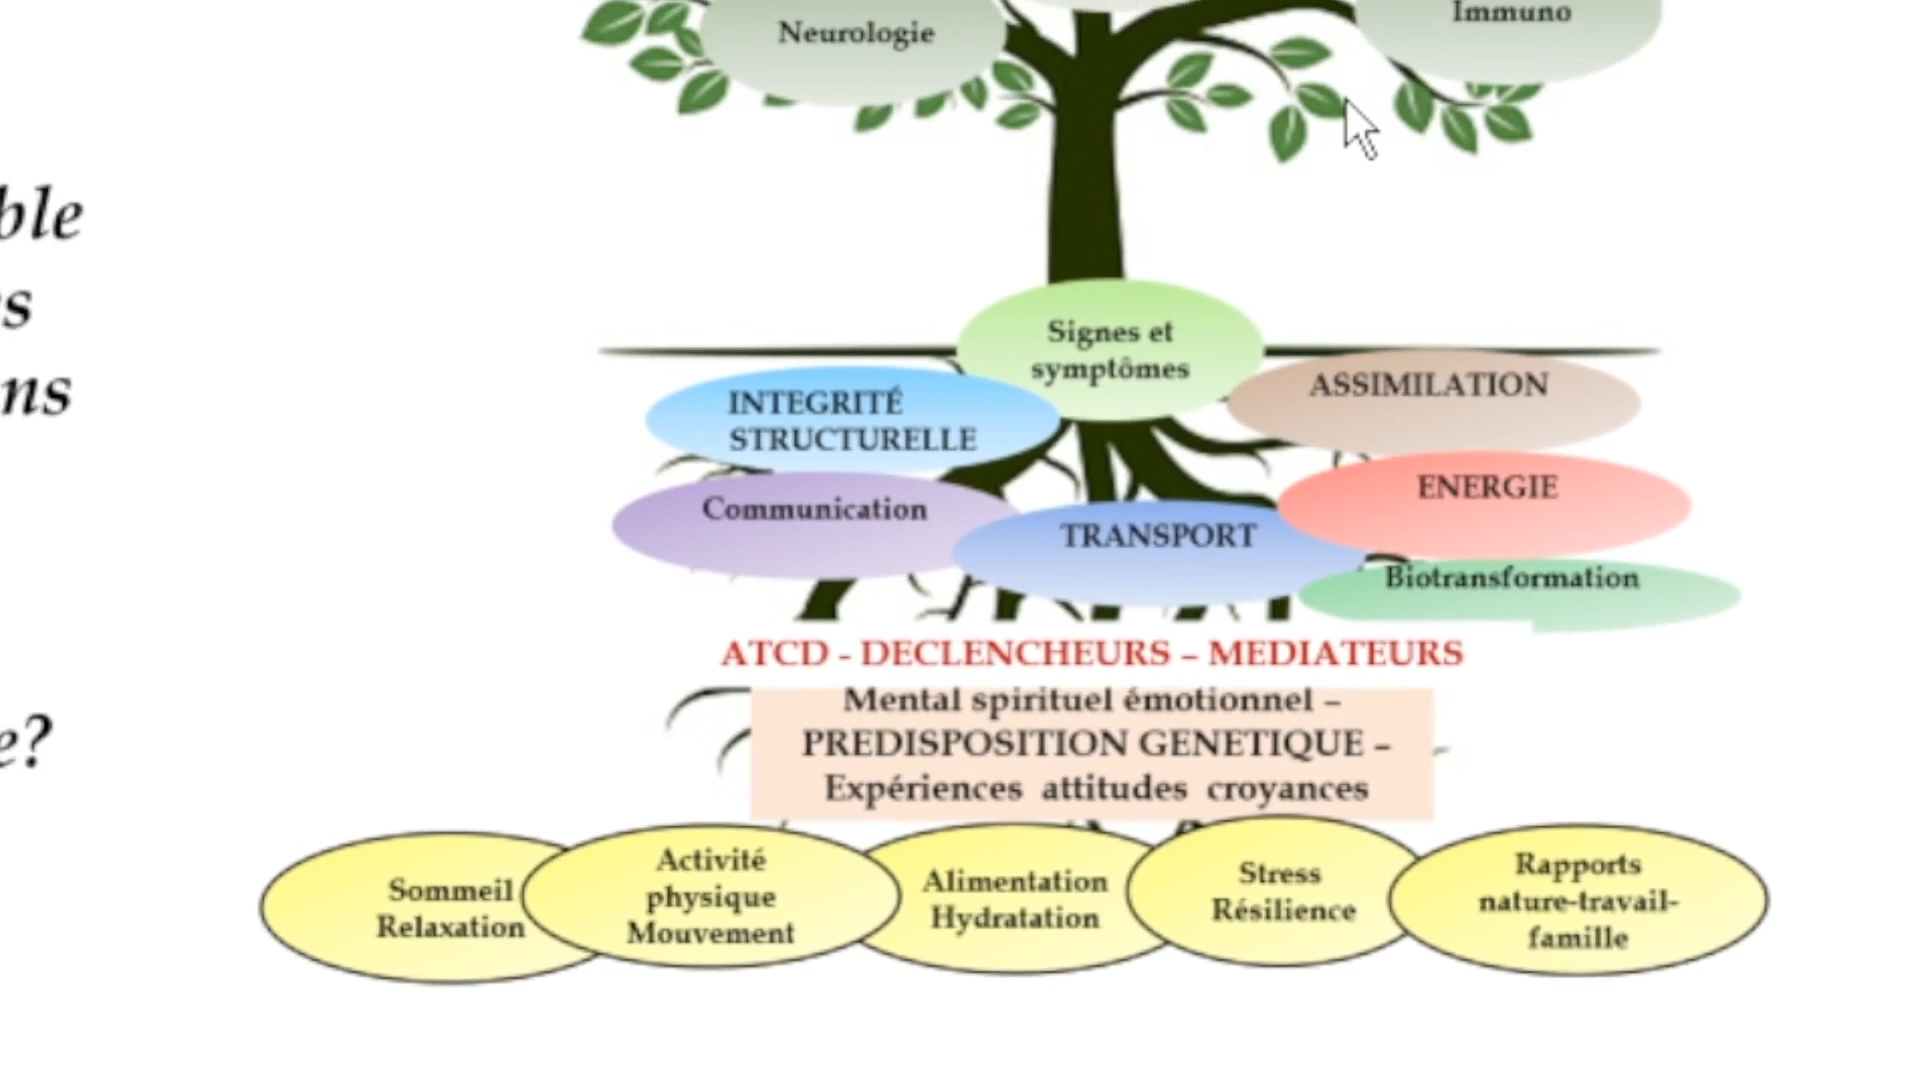 Neurologie
Immuno
ble
s
ns
e?
Signes et
symptômes
INTEGRITÉ
STRUCTURELLE
ASSIMILATION
Communication
TRANSPORT
ENERGIE
Biotransformation
ATCD - DECLENCHEURS – MEDIATEURS
Mental spirituel émotionnel –
PREDISPOSITION GENETIQUE –
Expériences attitudes croyances
Sommeil
Relaxation
Activité
physique
Mouvement
Alimentation
Hydratation
Stress
Résilience
Rapports
nature-travail-
famille